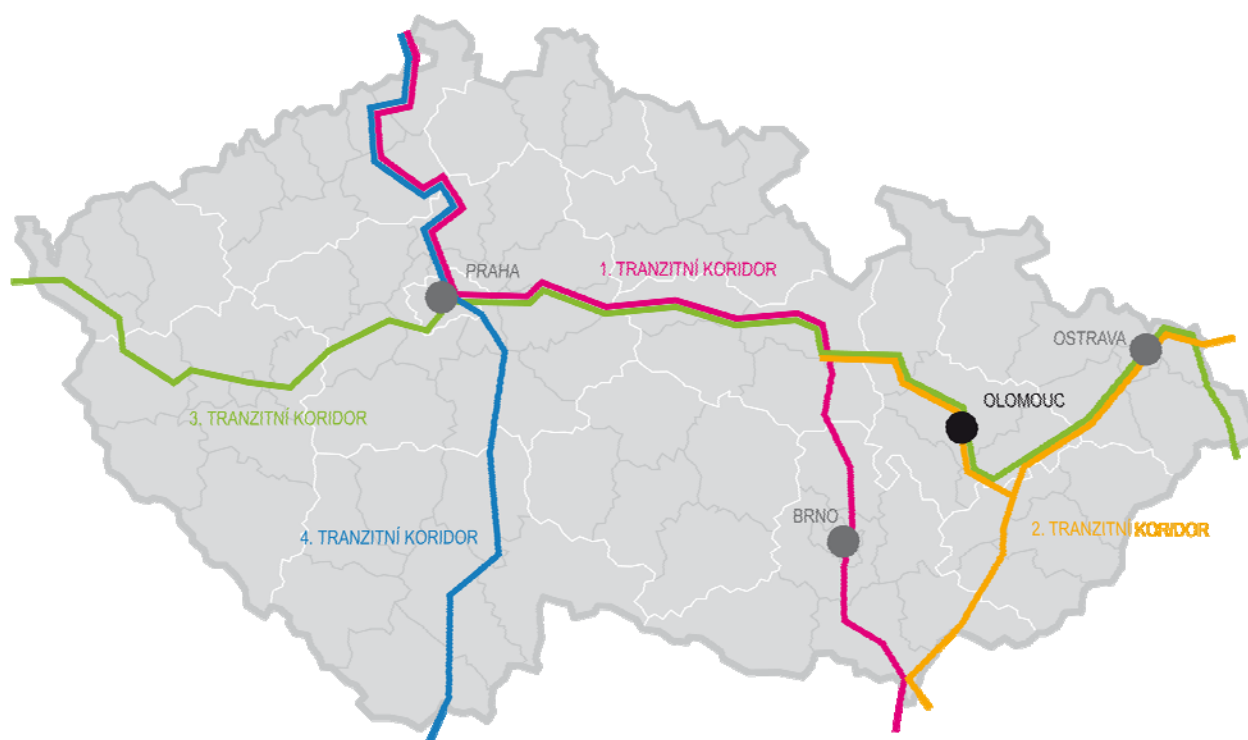 PRAHA
1. TRANZITNÍ KORIDOR
OSTRAVA
OLOMOUC
3. TRANZITNÍ KORIDOR
BRNO
2. TRANZITNÍ KORIDOR
4. TRANZITNÍ KORIDOR